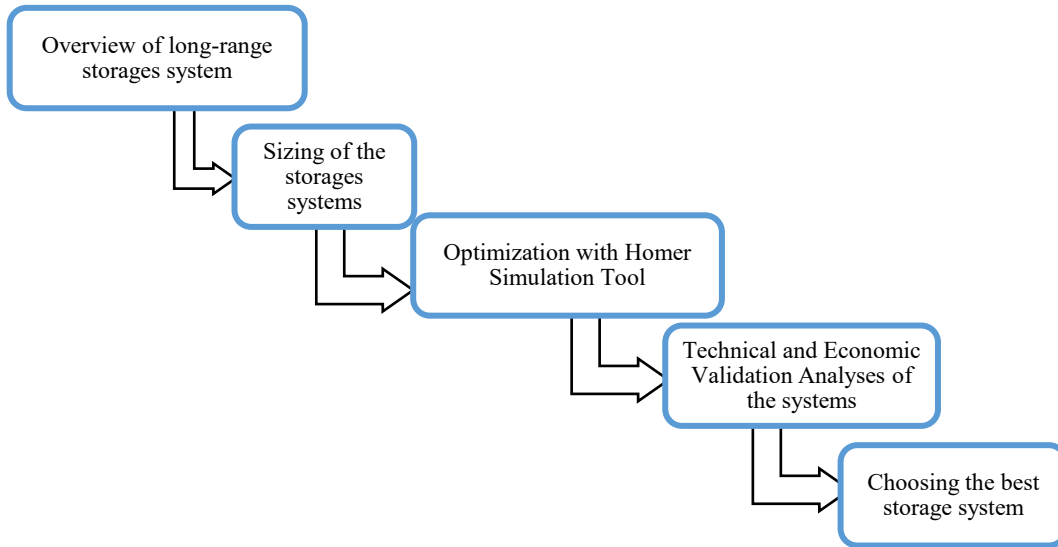 Overview of long-range
storages system
Sizing of the
storages
systems
Optimization with Homer
Simulation Tool
Technical and Economic
Validation Analyses of
the systems
Choosing the best
storage system